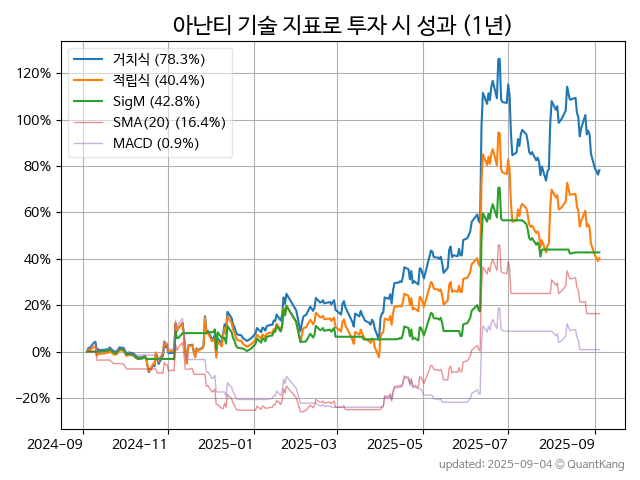 아난티 기술 지표로 투자 시 성과 (1년)
거치식 (78.3%)
적립식 (40.4%)
SigM (42.8%)
SMA(20) (16.4%)
MACD (0.9%)
120%
100%
80%
60%
40%
20%
0%
−20%
2024-09 2024-11 2025-01 2025-03 2025-05 2025-07 2025-09
updated: 2025-09-04 © QuantKang